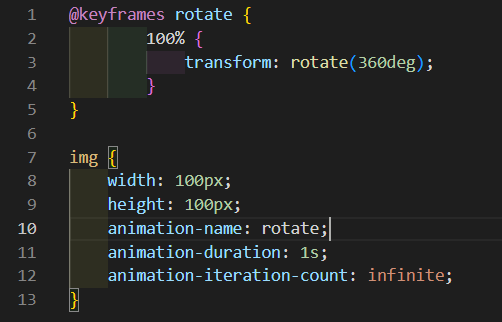 1 @keyframes rotate {
2         100% {
3             transform: rotate(360deg);
4         }
5 }
6
7 img {
8     width: 100px;
9     height: 100px;
10     animation-name: rotate;
11     animation-duration: 1s;
12     animation-iteration-count: infinite;
13 }